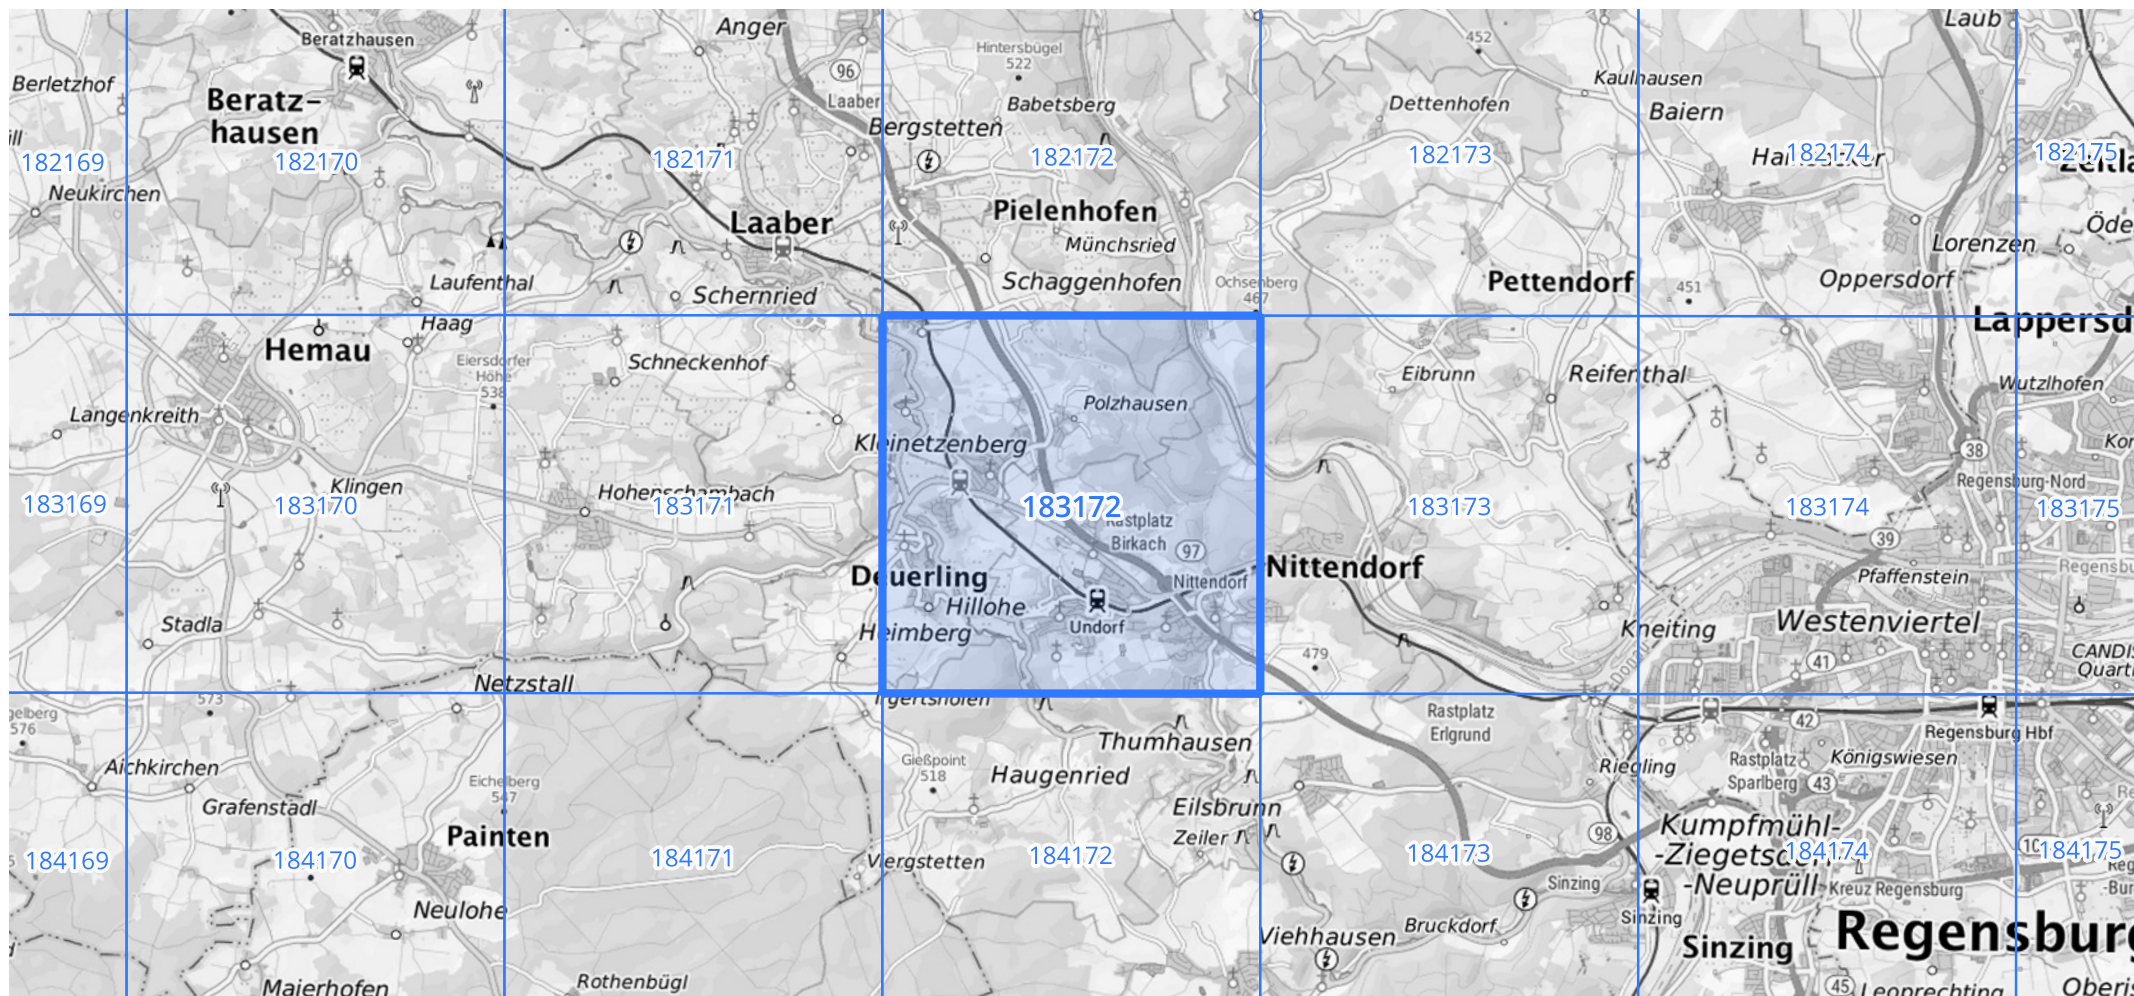 Beratzhausen
Anger
Laub
Hintersbügel
522
452
Berletzhof
96
Kaulhausen
Beratz-
hausen
Laaber
Babetsberg
Dettenhofen
Baiern
Bergstetten
182169
182170
182171
182172
182173
182174
182175
Neukirchen
Laaber
Pielenhofen
Münchsried
Lorenzen
Laufenthal
Schernried
Schaggenhofen
Ochsenberg
467
Pettendorf
451
Oppersdorf
Haag
Hemau
Eiersdorfer
Höhe
538
Schneckenhof
Eibrunn
Reifenthal
Wutzlhofen
Langenkreith
Polzhausen
Kleinetzenberg
38
Regensburg-Nord
Klingen
Hohenschambach
183169
183170
183171
183172
183173
183174
183175
Rastplatz
Birkach
97
39
Deuerling
Nittendorf
Nittendorf
Pfaffenstein
Hillohe
Undorf
Heimberg
Stadla
Westenviertel
Kneiting
479
41
Netzstall
573
576
Rastplatz
Erlgrund
42
Regensburg Hbf
Thumhausen
Gießpoint
518
Haugenried
Aichkirchen
Eichelberg
547
Riegling
Rastplatz
Sparlberg
Königswiesen
43
Grafenstadl
Eilsbrunn
Zeiler
Painten
98
Kumpfmühl-
-Ziegetsdorf-
-Neuprüll
184169
184170
184171
184172
184173
184174
184175
Viergstetten
Sinzing
Kreuz Regensburg
Neulohe
Bruckdorf
Sinzing
Viehhausen
Sinzing
Regensburg
Rothenbügl
Maierhofen
45
Leoprechting